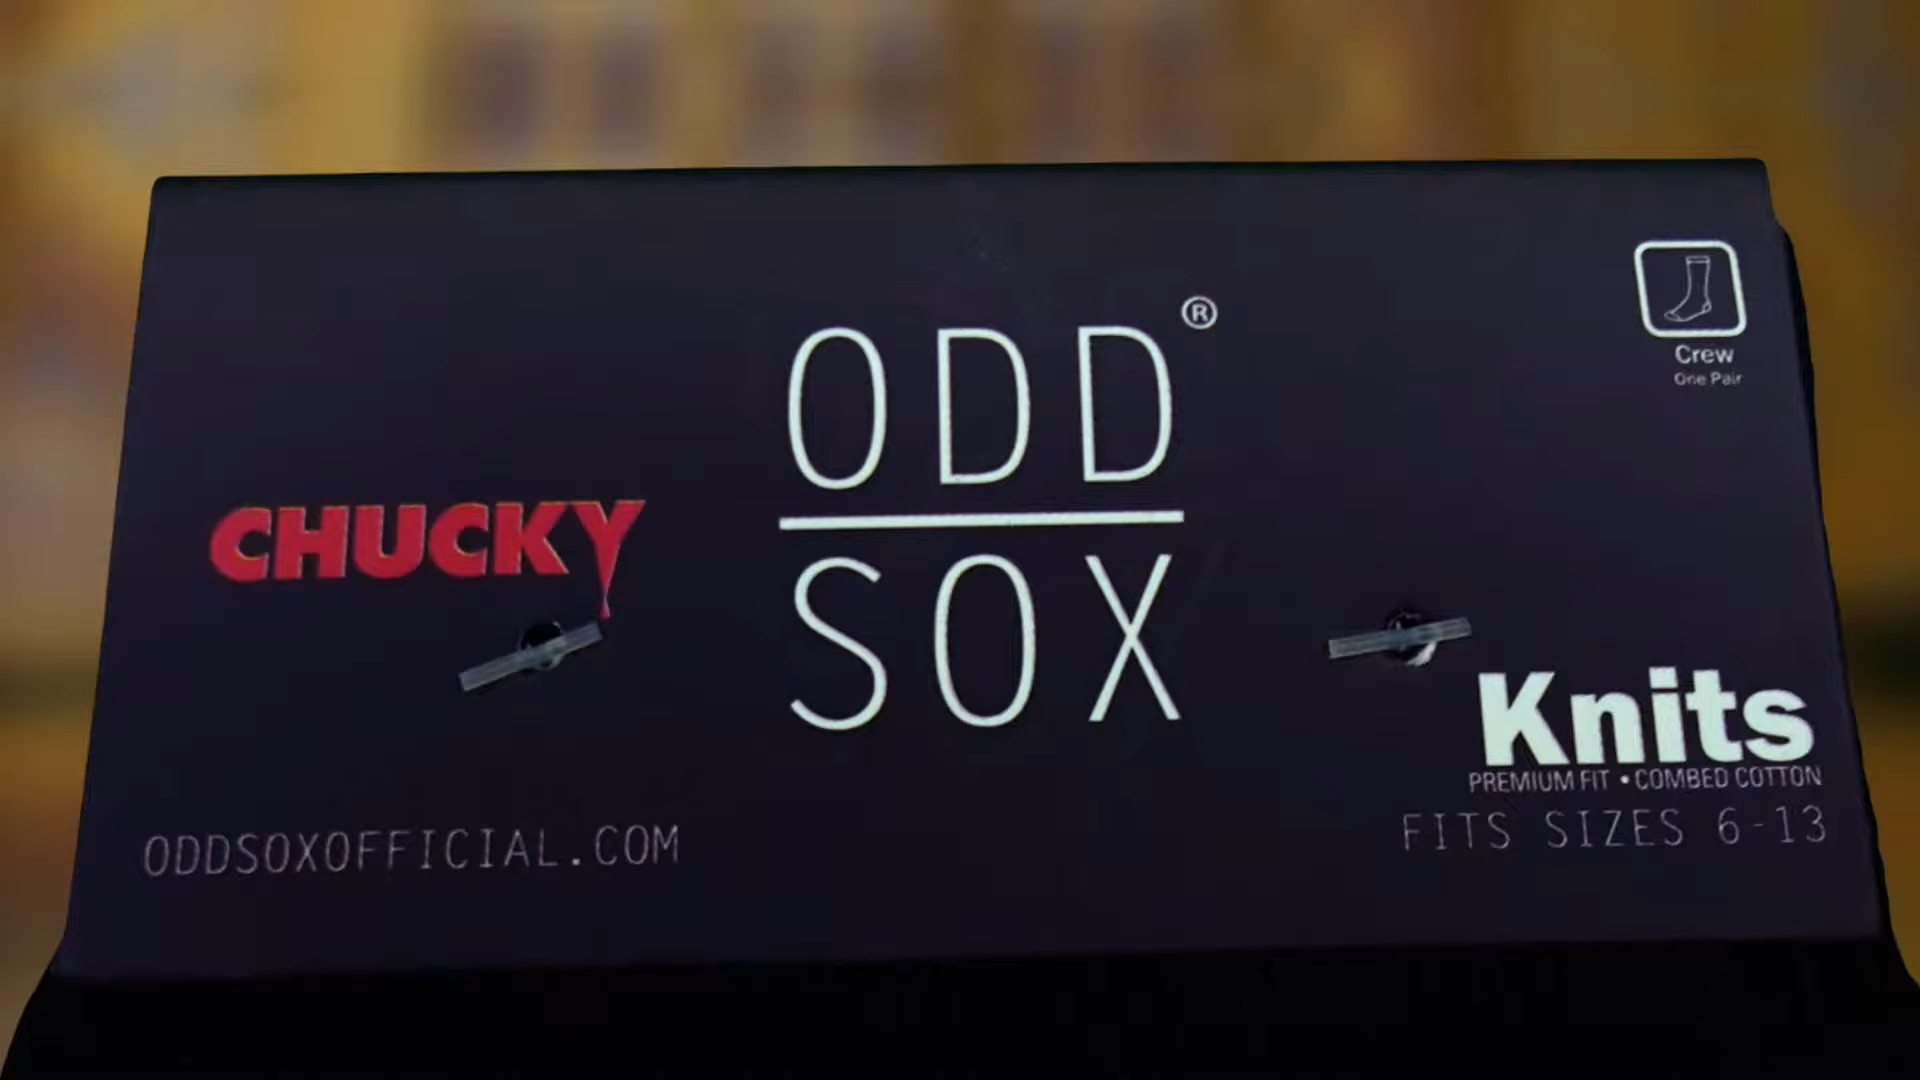 ODD®
SOX
CHUCKY
ODDSOXOFFICIAL.COM
Crew
One Pair
Knits
PREMIUM FIT • COMBED COTTON
FITS SIZES 6-13